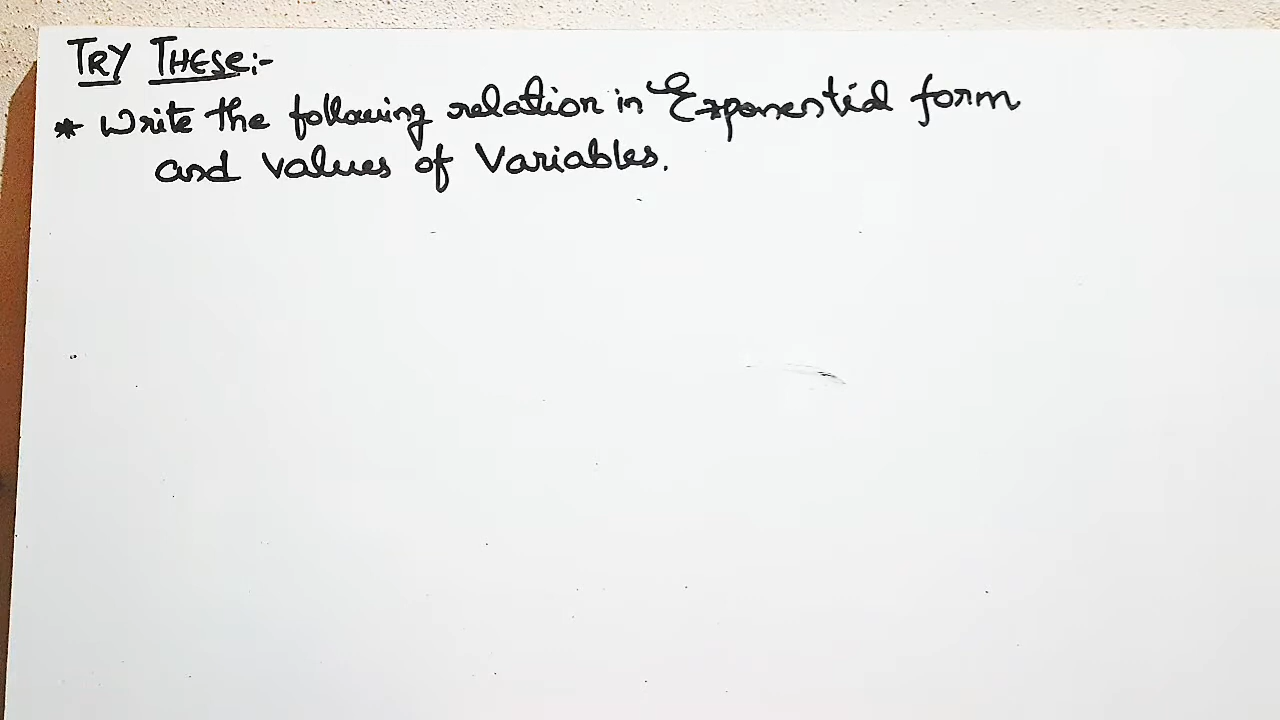 TRY THESE:-
* Write the following relation in Exponential form
and values of Variables.